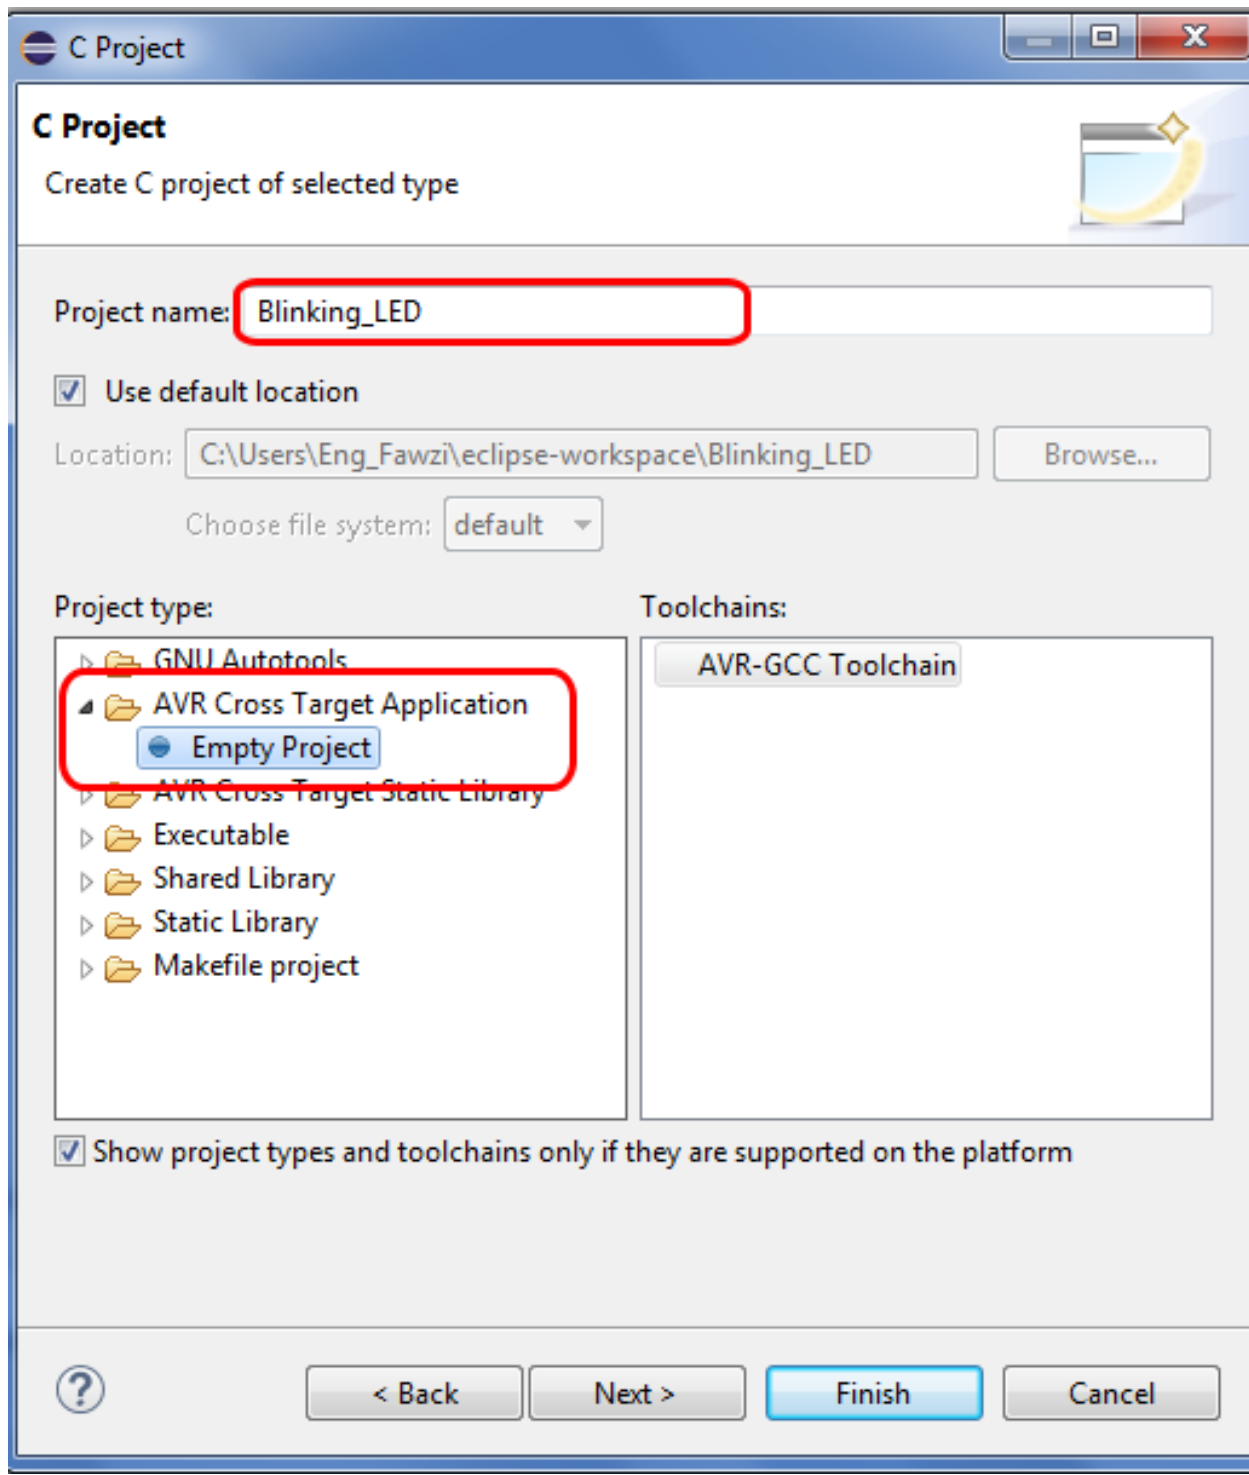 C Project
C Project
Create C project of selected type
Project name: Blinking_LED
Use default location
Location: C:\Users\Eng_Fawzi\eclipse-workspace\Blinking_LED Browse...
Choose file system: default
Project type: Toolchains:
GNU Autotools AVR-GCC Toolchain
AVR Cross Target Application
Empty Project
AVR Cross Target Static Library
Executable
Shared Library
Static Library
Makefile project
Show project types and toolchains only if they are supported on the platform
? < Back Next > Finish Cancel